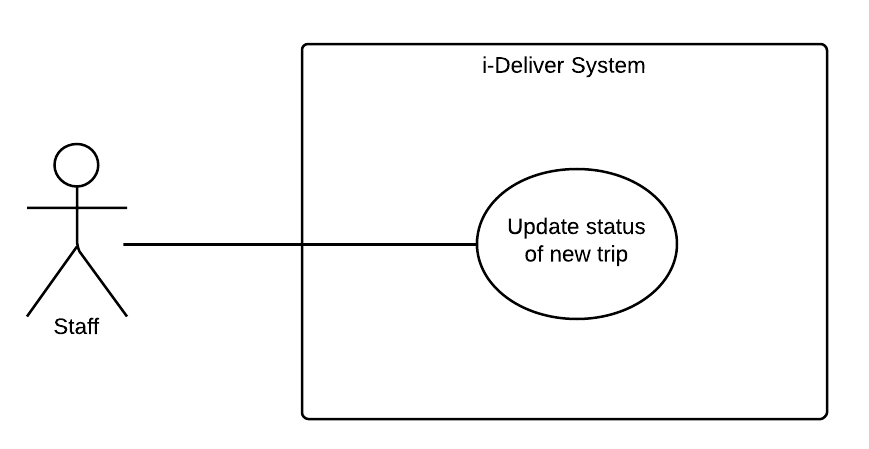 i-Deliver System
Update status
of new trip
Staff